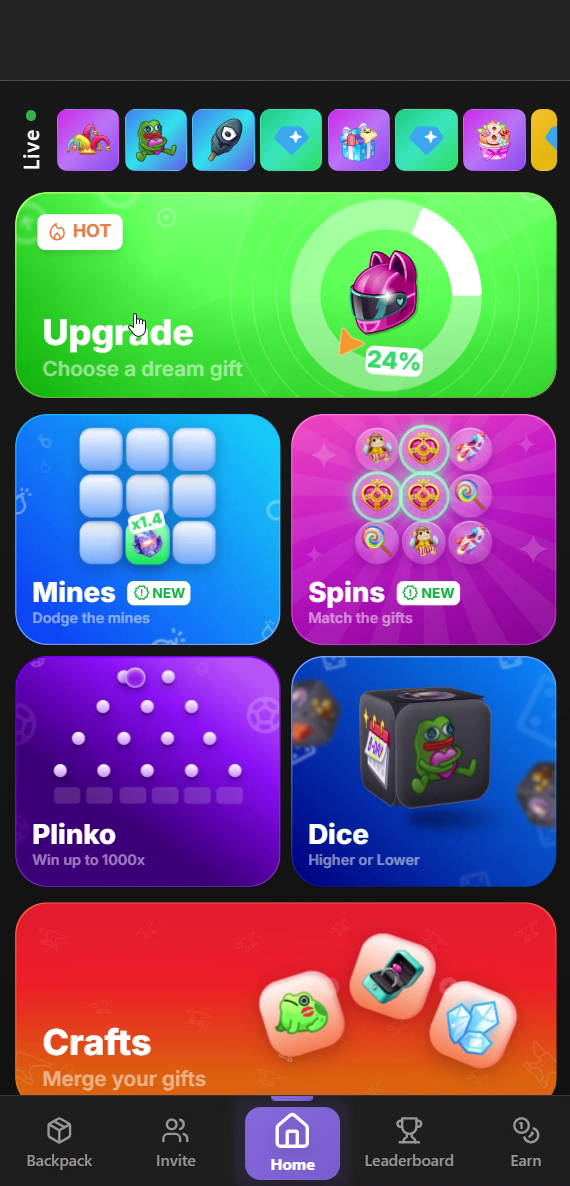 Live
HOT
Upgrade
Choose a dream gift
24%
x1.4
Mines
NEW
Dodge the mines
Spins
NEW
Match the gifts
Plinko
Win up to 1000x
B-DAY
Dice
Higher or Lower
Crafts
Merge your gifts
Backpack
Invite
Home
Leaderboard
Earn